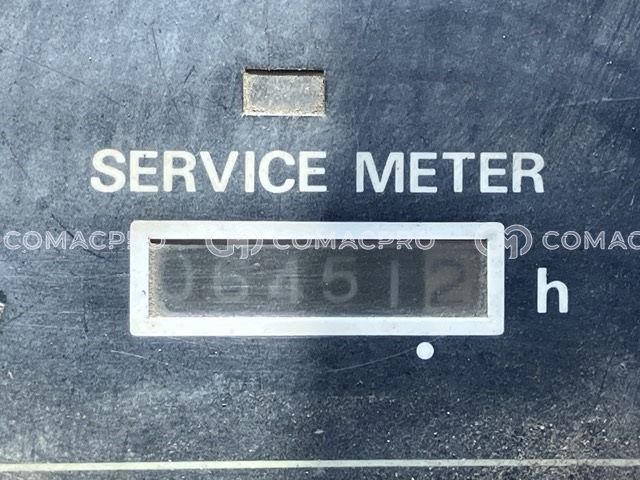 SERVICE METER
COMACPRO COMACPRO COMACPRO
064512 h